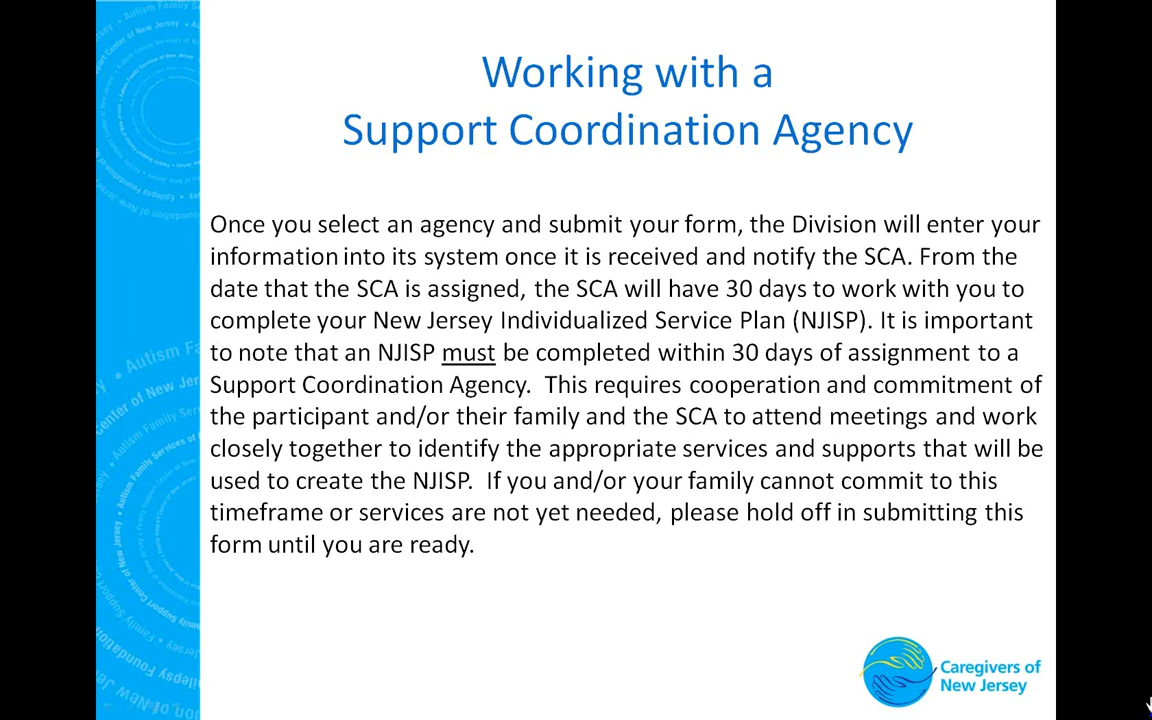 Working with a
Support Coordination Agency
Once you select an agency and submit your form, the Division will enter your
information into its system once it is received and notify the SCA. From the
date that the SCA is assigned, the SCA will have 30 days to work with you to
complete your New Jersey Individualized Service Plan (NJISP). It is important
to note that an NJISP must be completed within 30 days of assignment to a
Support Coordination Agency.  This requires cooperation and commitment of
the participant and/or their family and the SCA to attend meetings and work
closely together to identify the appropriate services and supports that will be
used to create the NJISP.  If you and/or your family cannot commit to this
timeframe or services are not yet needed, please hold off in submitting this
form until you are ready.
Caregivers of
New Jersey